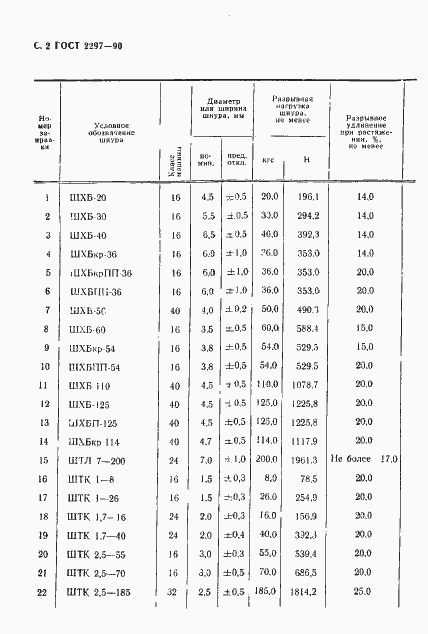 С. 2 ГОСТ 2297—90
Но-
мер
за-
прав-
ки
Условное
обозначение
шнура
Класс
машины
Диаметр
или ширина
шнура, мм
но-
мин.
пред.
откл.
Разрывная
нагрузка
шнура,
не менее
кгс
Н
Разрывное
удлинение
при растяже-
нии, %,
не менее
1 ШХБ-20 16 4,5 ±0,5 20,0 196,1 14,0
2 ШХБ-30 16 5,5 ±0,5 30,0 294,2 14,0
3 ШХБ-40 16 6,5 ±0,5 40,0 392,3 14,0
4 ШХБкр-36 16 6,0 ±1,0 36,0 353,0 14,0
5 ШХБкрПП-36 16 6,0 ±1,0 36,0 353,0 20,0
6 ШХБПП-36 16 6,0 ±1,0 36,0 353,0 20,0
7 ШХБ-50 40 4,0 ±0,2 50,0 490,3 20,0
8 ШХБ-60 16 3,5 ±0,5 60,0 588,4 15,0
9 ШХБкр-54 16 3,8 ±0,5 54,0 529,5 15,0
10 ШХБПП-54 16 3,8 ±0,5 54,0 529,5 20,0
11 ШХБ 110 40 4,5 ±0,5 110,0 1078,7 20,0
12 ШХБ-125 40 4,5 ±0,5 125,0 1225,8 20,0
13 ШХБП-125 40 4,5 ±0,5 125,0 1225,8 20,0
14 ШХБкр 114 40 4,7 ±0,5 114,0 1117,9 20,0
15 ШТЛ 7—200 24 7,0 ±1,0 200,0 1961,3 Не более 17,0
16 ШТК 1—8 16 1,5 ±0,3 8,0 78,5 20,0
17 ШТК 1—26 16 1,5 ±0,3 26,0 254,9 20,0
18 ШТК 1,7—16 24 2,0 ±0,3 16,0 156,9 20,0
19 ШТК 1,7—40 24 2,0 ±0,4 40,0 392,3 20,0
20 ШТК 2,5—55 16 3,0 ±0,3 55,0 539,4 20,0
21 ШТК 2,5—70 16 3,0 ±0,5 70,0 686,5 20,0
22 ШТК 2,5—185 32 2,5 ±0,5 185,0 1814,2 25,0